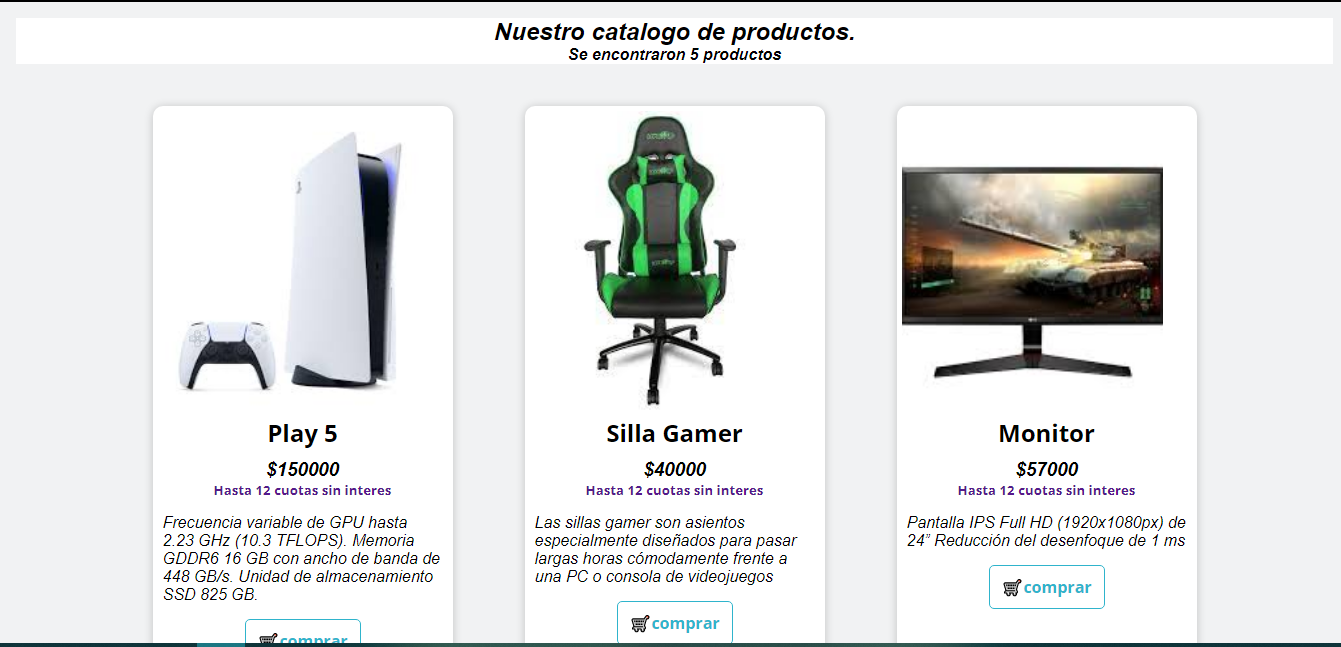 Nuestro catalogo de productos.
Se encontraron 5 productos
Play 5
$150000
Hasta 12 cuotas sin interes
Frecuencia variable de GPU hasta
2.23 GHz (10.3 TFLOPS). Memoria
GDDR6 16 GB con ancho de banda de
448 GB/s. Unidad de almacenamiento
SSD 825 GB.
comprar
Silla Gamer
$40000
Hasta 12 cuotas sin interes
Las sillas gamer son asientos
especialmente diseñados para pasar
largas horas cómodamente frente a
una PC o consola de videojuegos
comprar
Monitor
$57000
Hasta 12 cuotas sin interes
Pantalla IPS Full HD (1920x1080px) de
24” Reducción del desenfoque de 1 ms
comprar